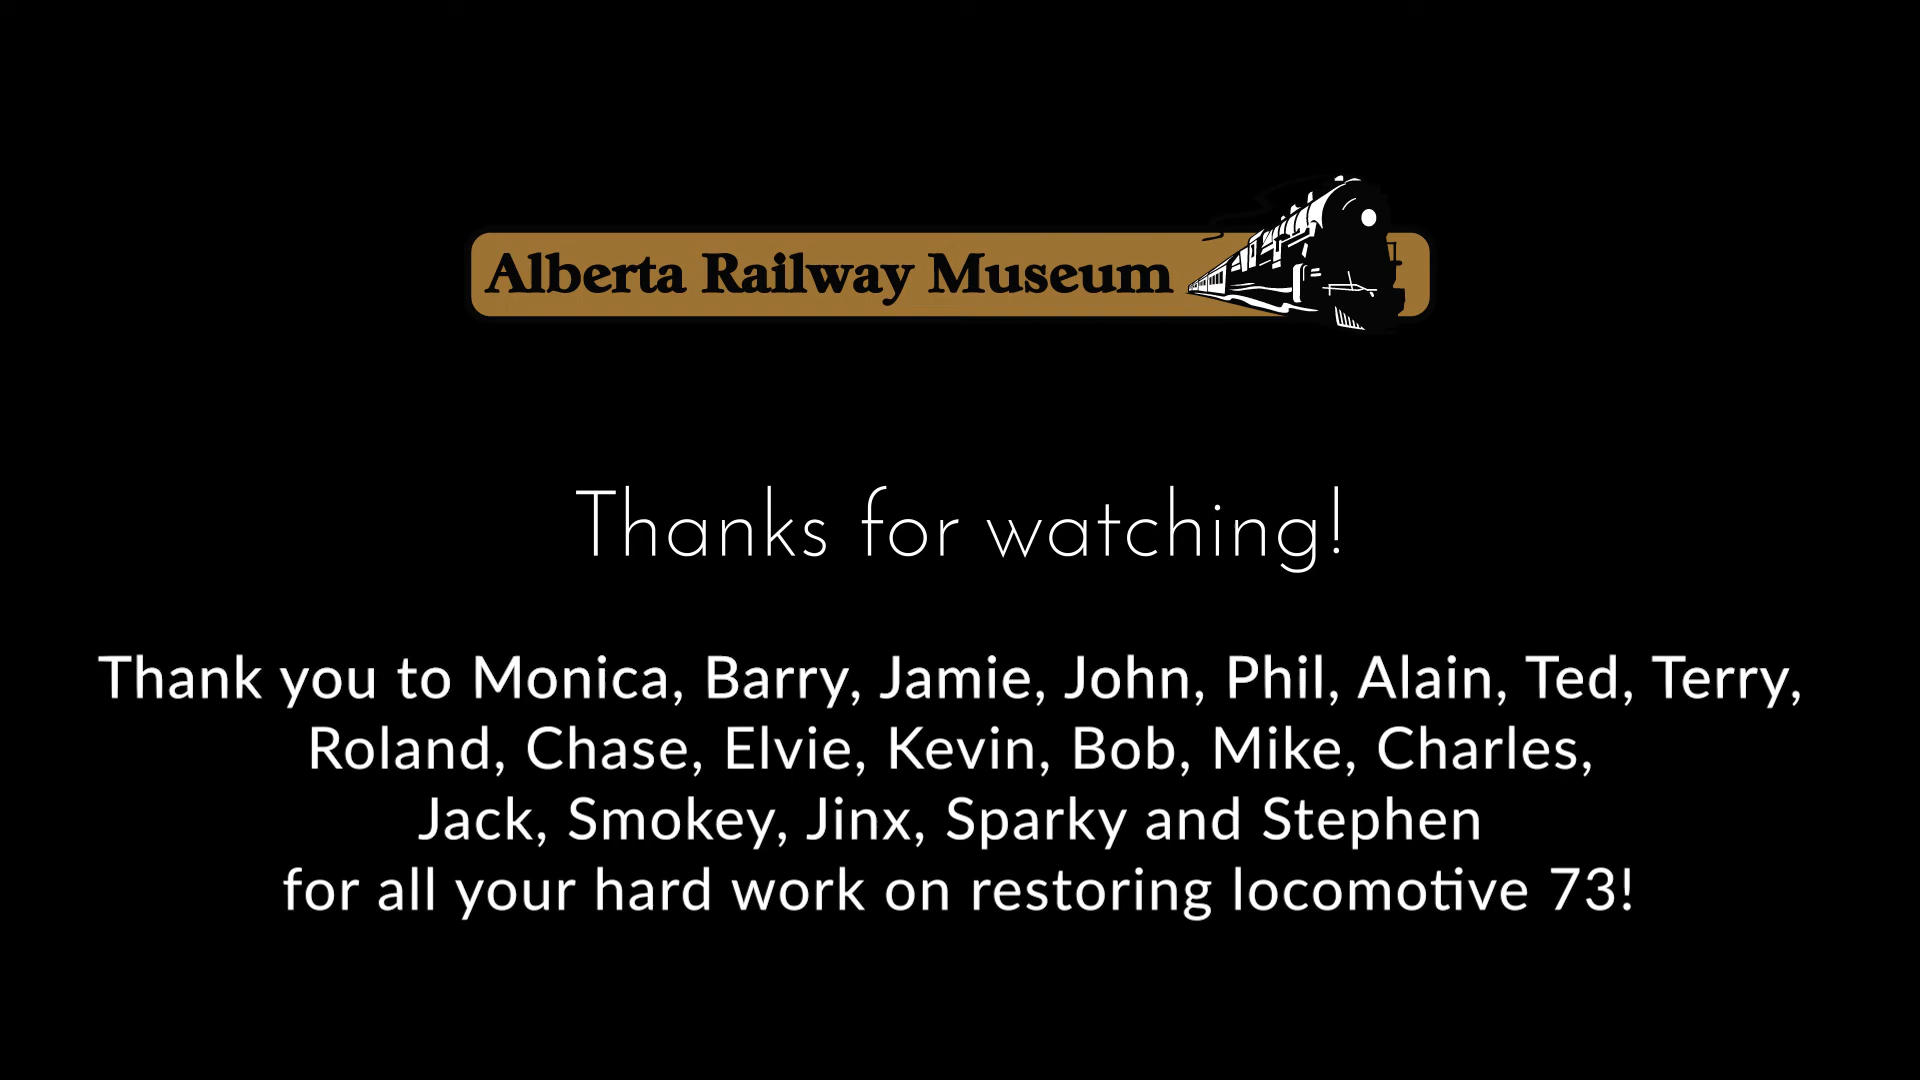 Alberta Railway Museum
Thanks for watching!
Thank you to Monica, Barry, Jamie, John, Phil, Alain, Ted, Terry,
Roland, Chase, Elvie, Kevin, Bob, Mike, Charles,
Jack, Smokey, Jinx, Sparky and Stephen
for all your hard work on restoring locomotive 73!